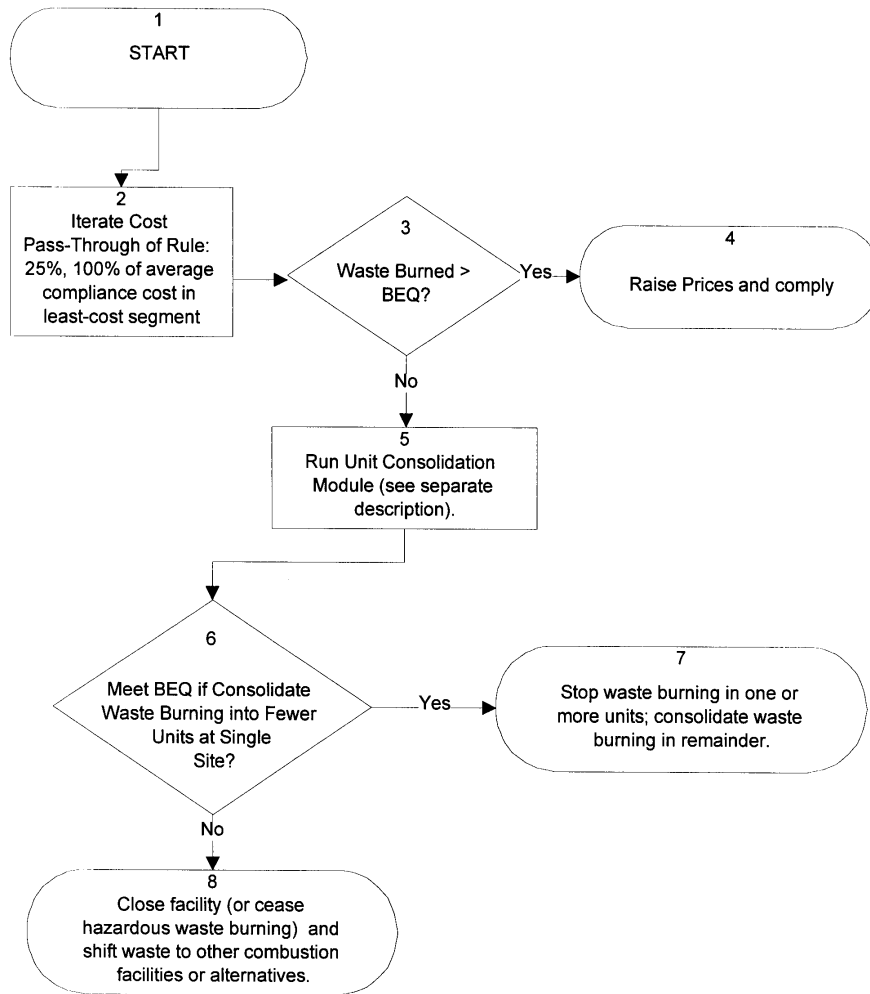 1
START
2
Iterate Cost
Pass-Through of Rule:
25%, 100% of average
compliance cost in
least-cost segment
3
Waste Burned >
BEQ?
Yes
4
Raise Prices and comply
No
5
Run Unit Consolidation
Module (see separate
description).
6
Meet BEQ if Consolidate
Waste Burning into Fewer
Units at Single
Site?
Yes
7
Stop waste burning in one or
more units; consolidate waste
burning in remainder.
No
8
Close facility (or cease
hazardous waste burning) and
shift waste to other combustion
facilities or alternatives.